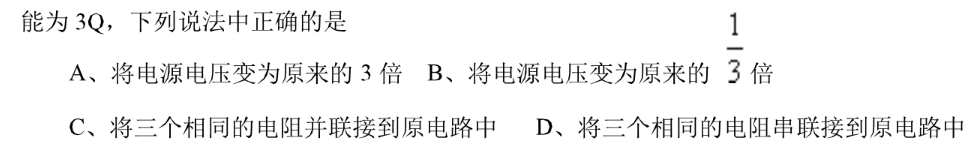 能为 3Q，下列说法中正确的是
A、将电源电压变为原来的 3 倍 B、将电源电压变为原来的 1/3 倍
C、将三个相同的电阻并联接到原电路中 D、将三个相同的电阻串联接到原电路中